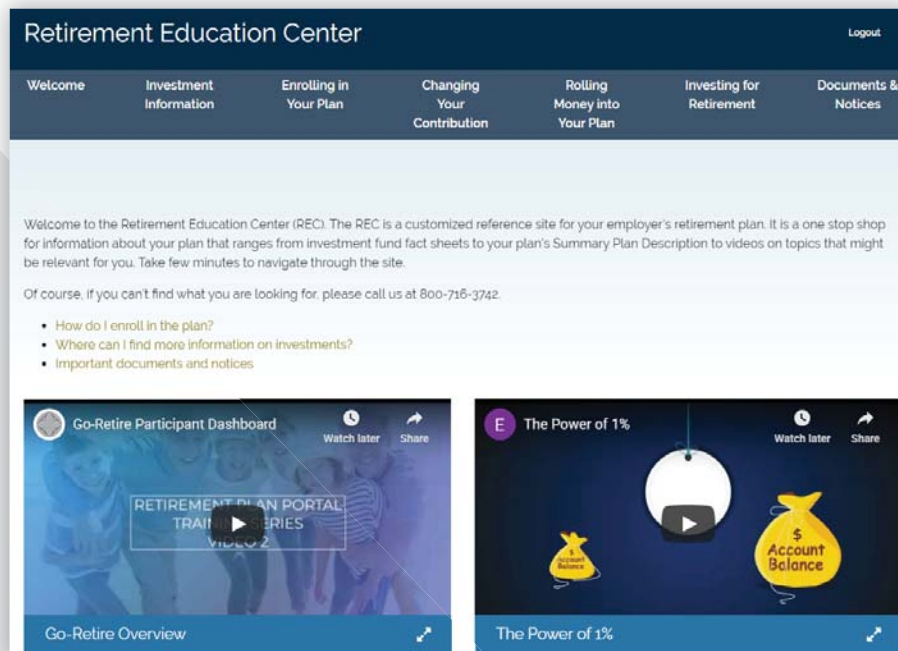 Retirement Education Center
Logout
Welcome
Investment
Information
Enrolling in
Your Plan
Changing
Your
Contribution
Rolling
Money into
Your Plan
Investing for
Retirement
Documents &
Notices
Welcome to the Retirement Education Center (REC). The REC is a customized reference site for your employer's retirement plan. It is a one stop shop
for information about your plan that ranges from investment fund fact sheets to your plan's Summary Plan Description to videos on topics that might
be relevant for you. Take few minutes to navigate through the site.
Of course, if you can't find what you are looking for, please call us at 800-716-3742.
• How do I enroll in the plan?
• Where can I find more information on investments?
• Important documents and notices
Go-Retire Participant Dashboard
Watch later
Share
RETIREMENT PLAN PORTAL
TRAINING SERIES
VIDEO 2
Go-Retire Overview
E
The Power of 1%
Watch later
Share
$
Account
Balance
$
Account
Balance
The Power of 1%